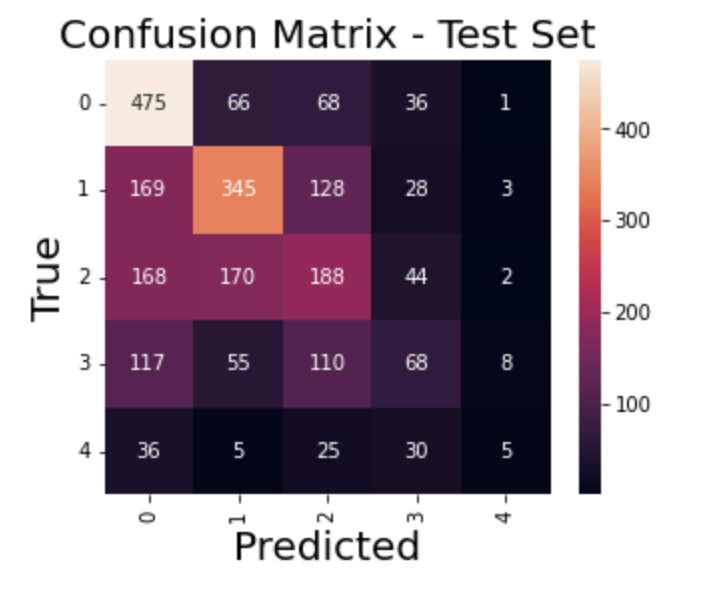 Confusion Matrix - Test Set
0 475 66 68 36 1
1 169 345 128 28 3
2 168 170 188 44 2
3 117 55 110 68 8
4 36 5 25 30 5
0 1 2 3 4
True
Predicted
400
300
200
100